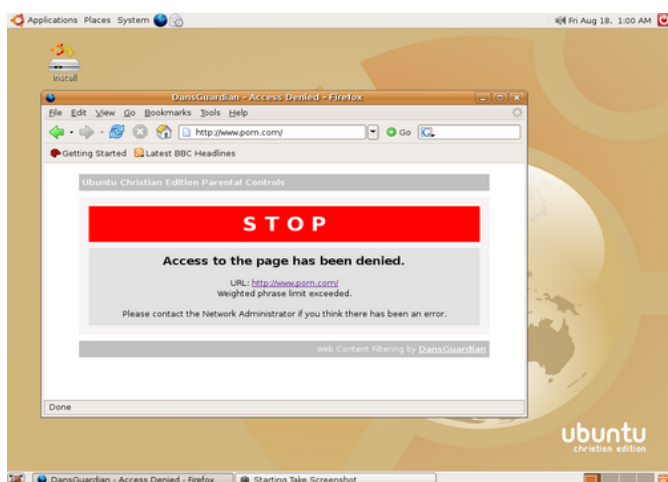 Applications Places System
Fri Aug 18, 1:00 AM
Install
DansGuardian - Access Denied - Firefox
File Edit View Go Bookmarks Tools Help
http://www.porn.com/
Go
G
Getting Started Latest BBC Headlines
Ubuntu Christian Edition Parental Controls
STOP
Access to the page has been denied.
URL: http://www.porn.com/
Weighted phrase limit exceeded.
Please contact the Network Administrator if you think there has been an error.
Web Content Filtering by DansGuardian
Done
ubuntu
christian edition
DansGuardian - Access Denied - Firefox
Starting Take Screenshot